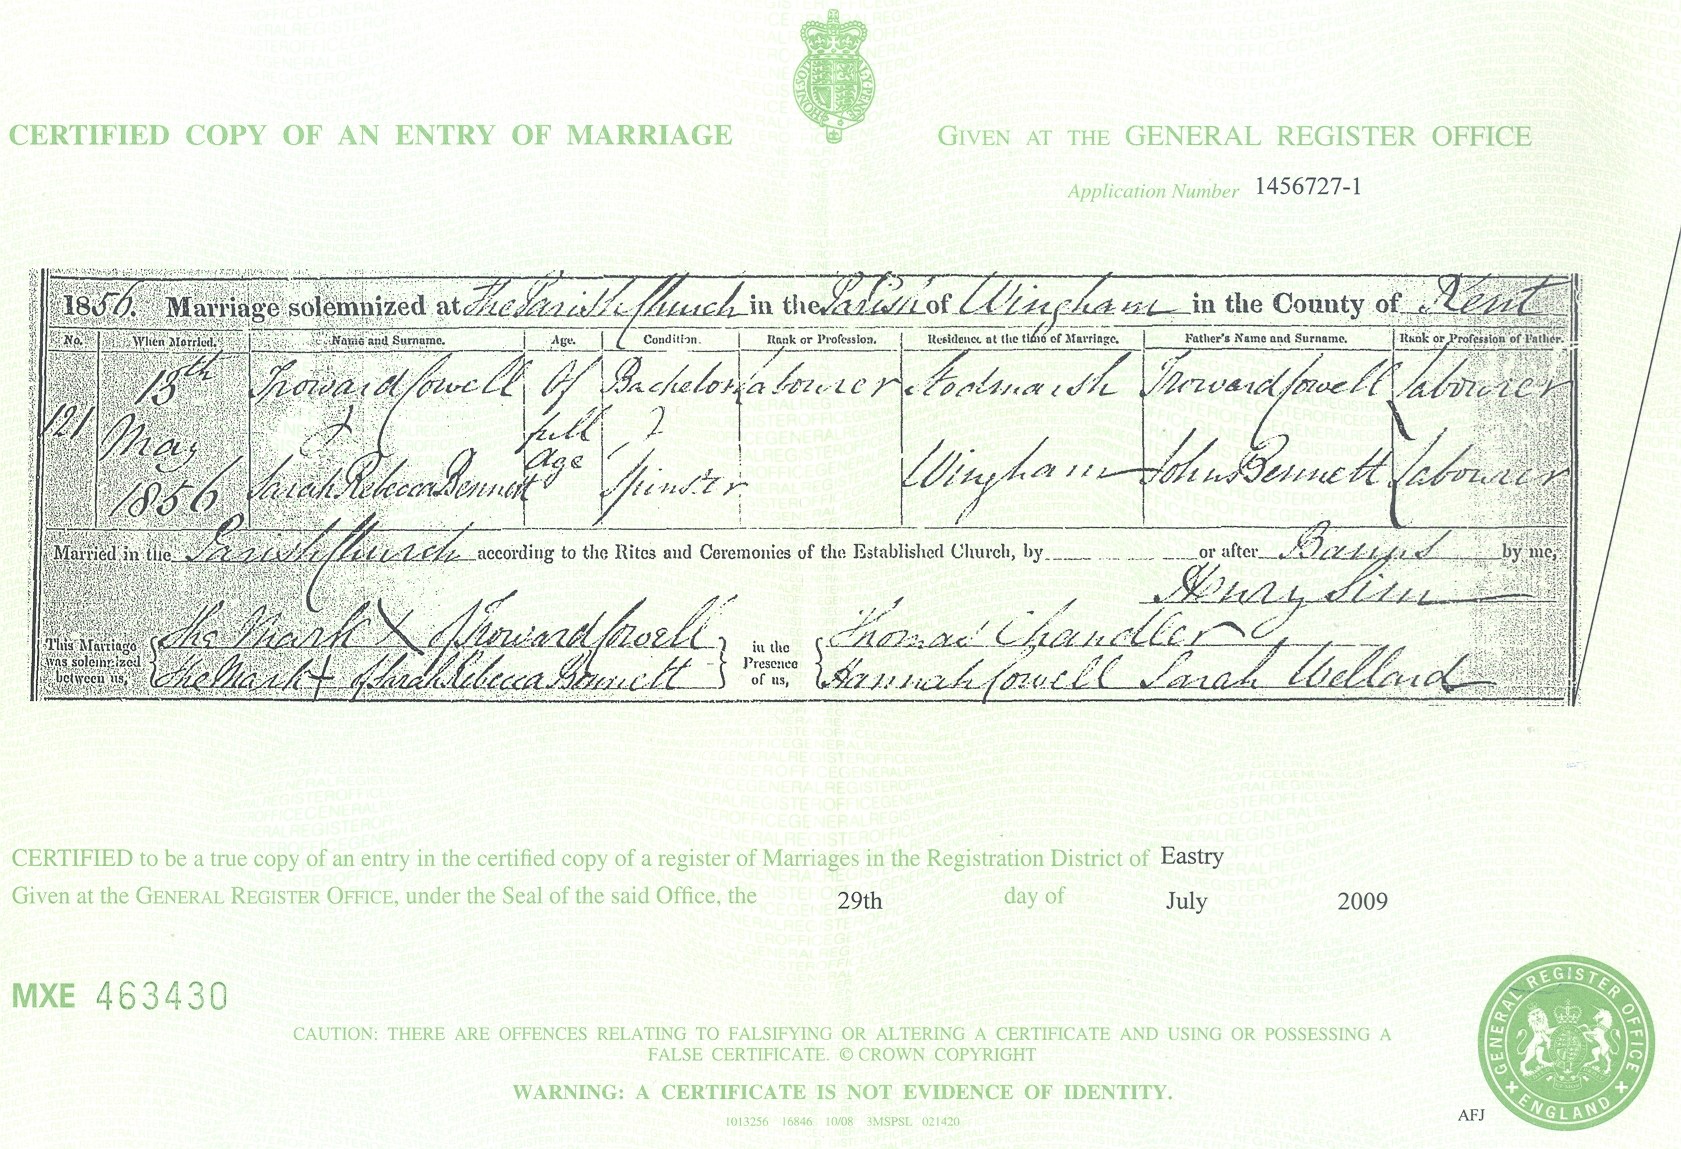 CERTIFIED COPY OF AN ENTRY OF MARRIAGE
GIVEN AT THE GENERAL REGISTER OFFICE
Application Number 1456727-1
1856. Marriage solemnized at The Parish Church in the Parish of Wingham in the County of Kent
No. When Married. Name and Surname. Age. Condition. Rank or Profession. Residence at the time of Marriage. Father's Name and Surname. Rank or Profession of Father.
13th Troward Cowell Of Bachelor Labourer Stodmarsh Troward Cowell Labourer
121 May & full
age
1856 Sarah Rebecca Bennett Spinster Wingham John Bennett Labourer
Married in the Parish Church according to the Rites and Ceremonies of the Established Church, by or after Banns by me,
Henry Sim
This Marriage was solemnized between us,
The Mark X of Troward Cowell
The Mark + of Sarah Rebecca Bennett
in the Presence of us,
Thomas Chandler
Hannah Cowell Sarah Wellard
CERTIFIED to be a true copy of an entry in the certified copy of a register of Marriages in the Registration District of Eastry
Given at the GENERAL REGISTER OFFICE, under the Seal of the said Office, the 29th day of July 2009
MXE 463430
CAUTION: THERE ARE OFFENCES RELATING TO FALSIFYING OR ALTERING A CERTIFICATE AND USING OR POSSESSING A
FALSE CERTIFICATE. © CROWN COPYRIGHT
WARNING: A CERTIFICATE IS NOT EVIDENCE OF IDENTITY.
1013256 16846 10/08 3MSPSL 021420
AFJ
GENERAL REGISTER OFFICE
ENGLAND